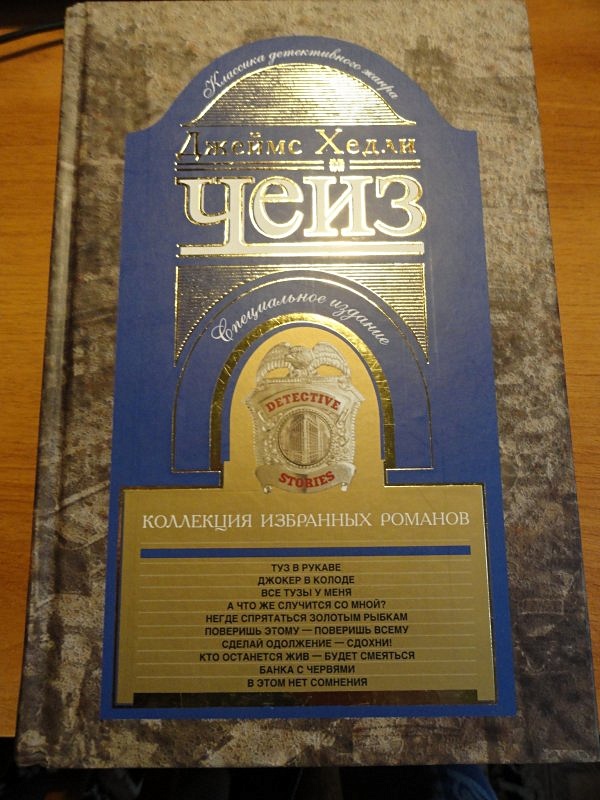 Классика детективного жанра
Джеймс Хедли
Чейз
Специальное издание
DETECTIVE
STORIES
КОЛЛЕКЦИЯ ИЗБРАННЫХ РОМАНОВ
ТУЗ В РУКАВЕ
ДЖОКЕР В КОЛОДЕ
ВСЕ ТУЗЫ У МЕНЯ
А ЧТО ЖЕ СЛУЧИТСЯ СО МНОЙ?
НЕГДЕ СПРЯТАТЬСЯ ЗОЛОТЫМ РЫБКАМ
ПОВЕРИШЬ ЭТОМУ — ПОВЕРИШЬ ВСЕМУ
СДЕЛАЙ ОДОЛЖЕНИЕ — СДОХНИ!
КТО ОСТАНЕТСЯ ЖИВ — БУДЕТ СМЕЯТЬСЯ
БАНКА С ЧЕРВЯМИ
В ЭТОМ НЕТ СОМНЕНИЯ